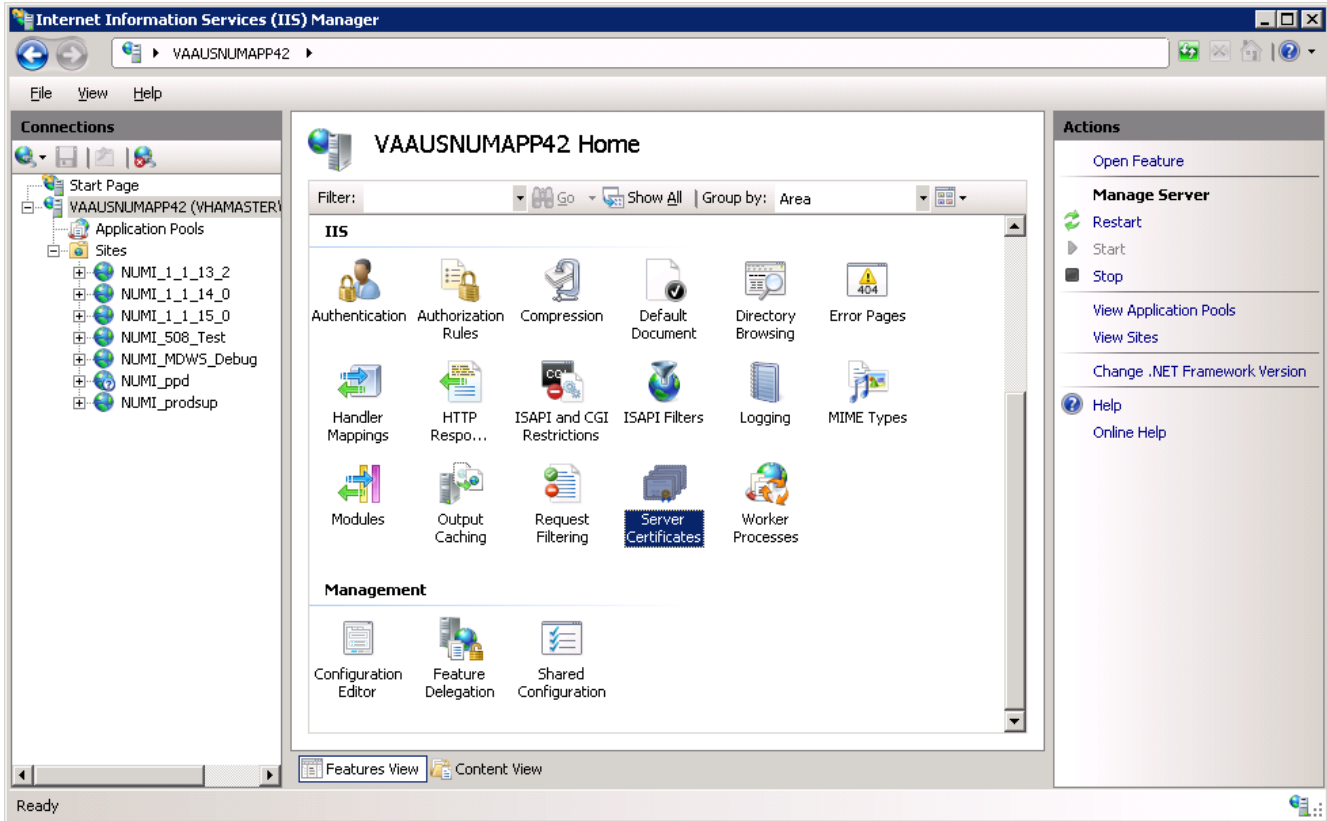 Internet Information Services (IIS) Manager
VAAUSNUMAPP42
File View Help
Connections
Start Page
VAAUSNUMAPP42 (VHAMASTER\
Application Pools
Sites
NUMI_1_1_13_2
NUMI_1_1_14_0
NUMI_1_1_15_0
NUMI_508_Test
NUMI_MDWS_Debug
NUMI_ppd
NUMI_prodsup
VAAUSNUMAPP42 Home
Filter: Go Show All Group by: Area
IIS
Authentication Authorization Rules Compression Default Document Directory Browsing Error Pages
404
Handler Mappings HTTP Respo... ISAPI and CGI Restrictions ISAPI Filters Logging MIME Types
CGI
Modules Output Caching Request Filtering Server Certificates Worker Processes
Management
Configuration Editor Feature Delegation Shared Configuration
Features View Content View
Actions
Open Feature
Manage Server
Restart
Start
Stop
View Application Pools
View Sites
Change .NET Framework Version
Help
Online Help
Ready